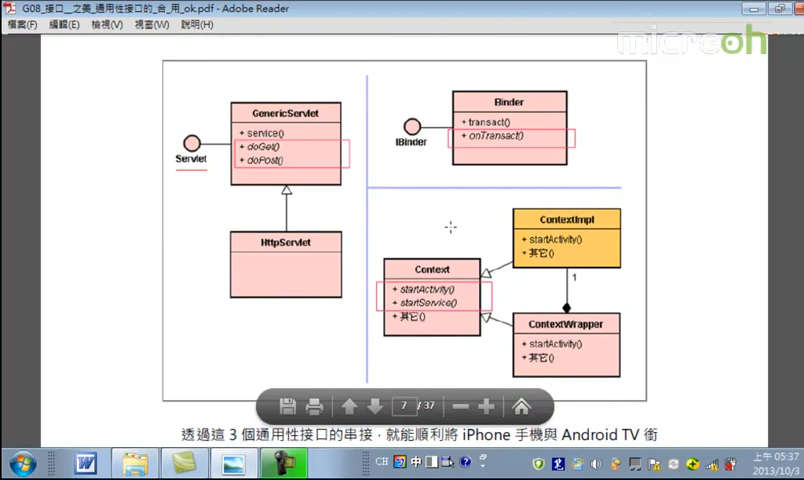 G08_接口__之美_通用性接口的_合_用_ok.pdf - Adobe Reader
檔案(F) 編輯(E) 檢視(V) 視窗(W) 說明(H)
microoh
GenericServlet
+ service()
+ doGet()
+ doPost()
Servlet
HttpServlet
Binder
+ transact()
+ onTransact()
IBinder
ContextImpl
+ startActivity()
+ 其它()
Context
+ startActivity()
+ startService()
+ 其它()
1
ContextWrapper
+ startActivity()
+ 其它()
7 / 37
透過這 3 個通用性接口的串接，就能順利將 iPhone 手機與 Android TV 銜
CH 中
上午 05:37
2013/10/3